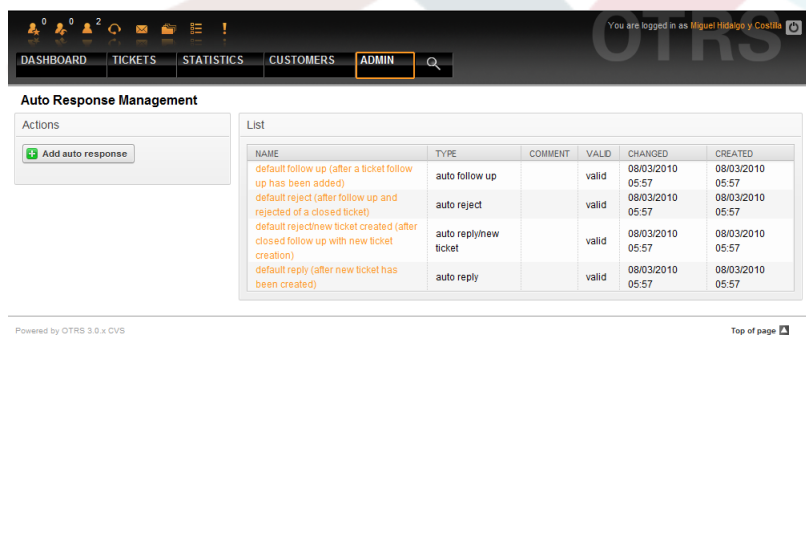 OTRS
0 0 2 !
You are logged in as Miguel Hidalgo y Costilla
DASHBOARD TICKETS STATISTICS CUSTOMERS ADMIN
Auto Response Management
Actions
Add auto response
List
NAME TYPE COMMENT VALID CHANGED CREATED
default follow up (after a ticket follow
up has been added)
auto follow up
valid
08/03/2010
05:57
08/03/2010
05:57
default reject (after follow up and
rejected of a closed ticket)
auto reject
valid
08/03/2010
05:57
08/03/2010
05:57
default reject/new ticket created (after
closed follow up with new ticket
creation)
auto reply/new
ticket
valid
08/03/2010
05:57
08/03/2010
05:57
default reply (after new ticket has
been created)
auto reply
valid
08/03/2010
05:57
08/03/2010
05:57
Powered by OTRS 3.0.x CVS
Top of page